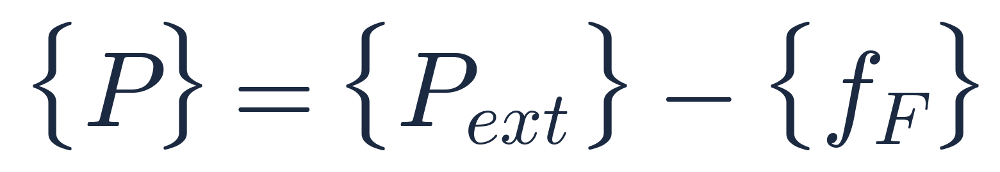 {P} = {P_ext} − {f_F}